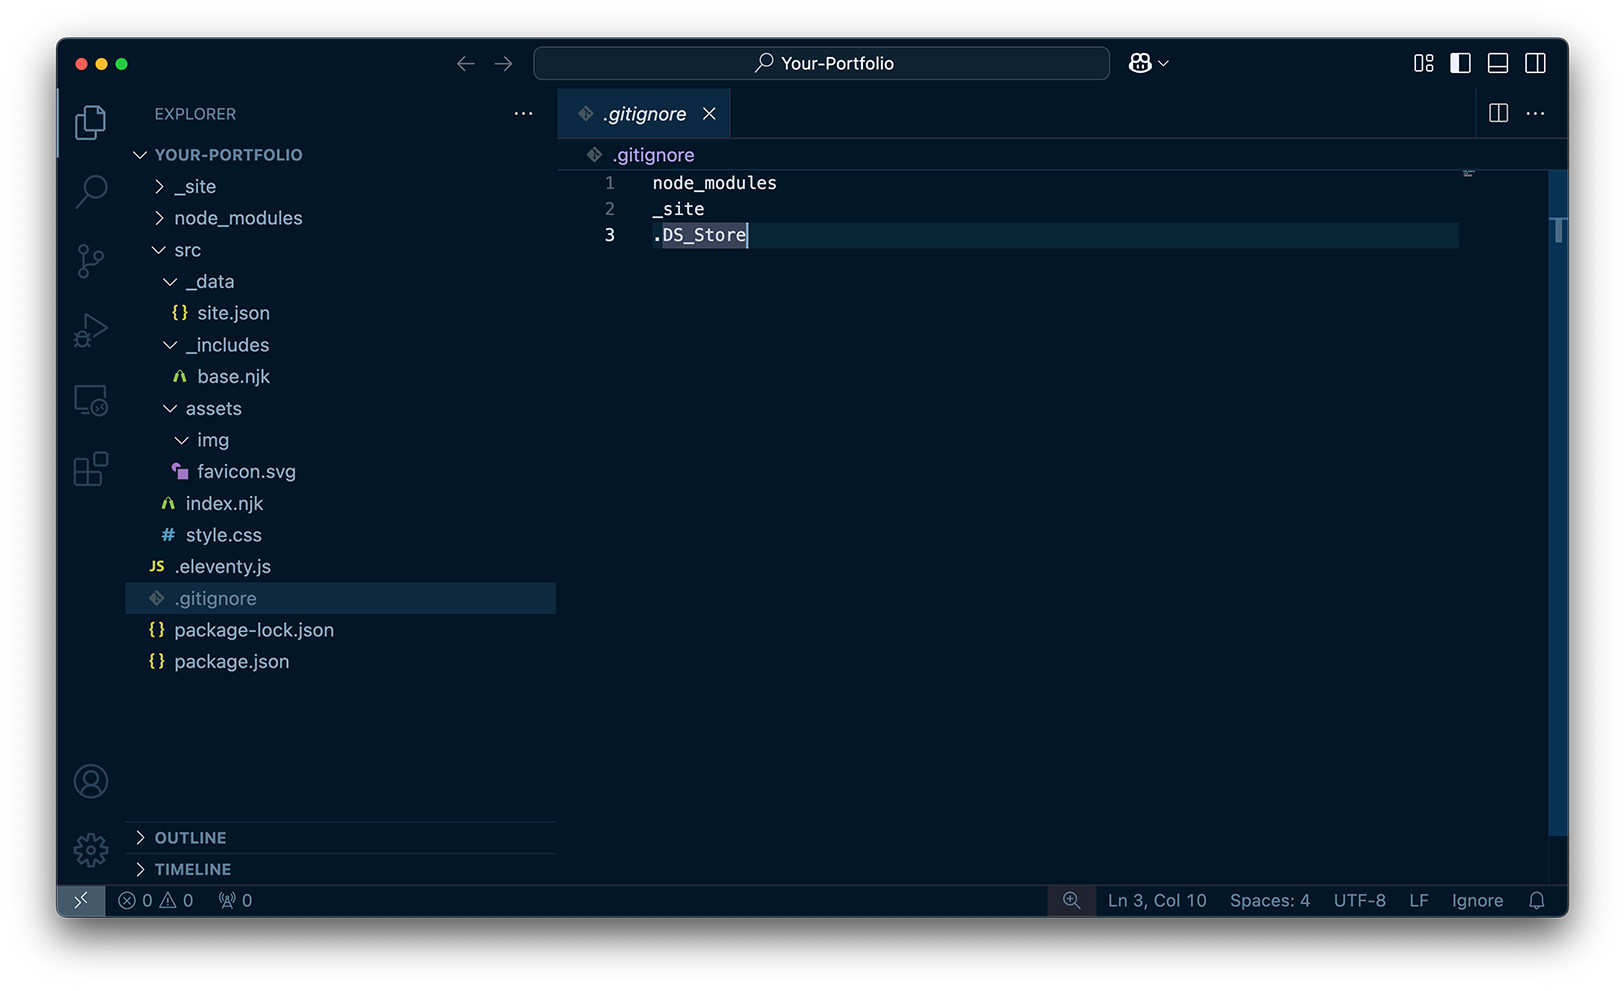 Your-Portfolio
EXPLORER
YOUR-PORTFOLIO
_site
node_modules
src
_data
{} site.json
_includes
base.njk
assets
img
favicon.svg
index.njk
# style.css
JS .eleventy.js
.gitignore
{} package-lock.json
{} package.json
OUTLINE
TIMELINE
.gitignore
.gitignore
1 node_modules
2 _site
3 .DS_Store
0 0 0
Ln 3, Col 10 Spaces: 4 UTF-8 LF Ignore